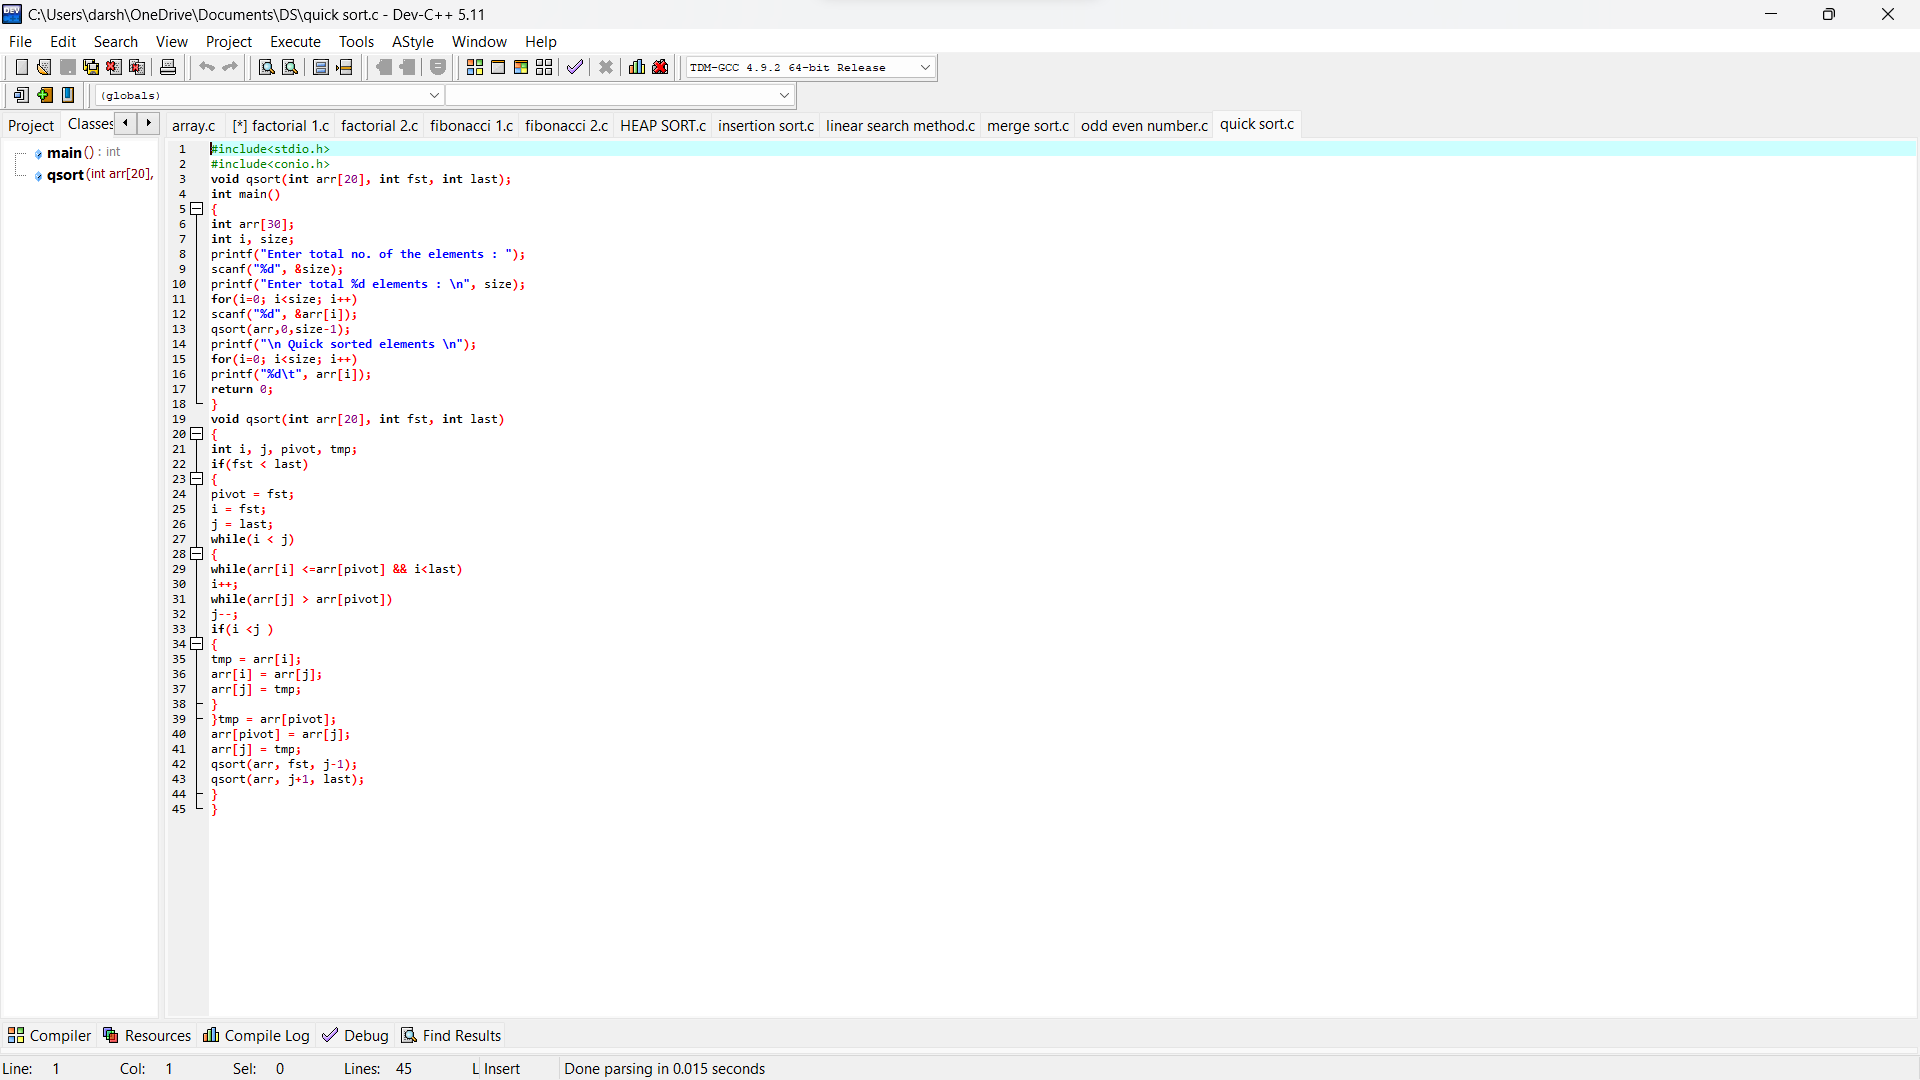 C:\Users\darsh\OneDrive\Documents\DS\quick sort.c - Dev-C++ 5.11
File Edit Search View Project Execute Tools AStyle Window Help
TDM-GCC 4.9.2 64-bit Release
(globals)
Project Classes array.c [*] factorial 1.c factorial 2.c fibonacci 1.c fibonacci 2.c HEAP SORT.c insertion sort.c linear search method.c merge sort.c odd even number.c quick sort.c
main () : int
qsort (int arr[20],
1 #include<stdio.h>
2 #include<conio.h>
3 void qsort(int arr[20], int fst, int last);
4 int main()
5 {
6 int arr[30];
7 int i, size;
8 printf("Enter total no. of the elements : ");
9 scanf("%d", &size);
10 printf("Enter total %d elements : \n", size);
11 for(i=0; i<size; i++)
12 scanf("%d", &arr[i]);
13 qsort(arr,0,size-1);
14 printf("\n Quick sorted elements \n");
15 for(i=0; i<size; i++)
16 printf("%d\t", arr[i]);
17 return 0;
18 }
19 void qsort(int arr[20], int fst, int last)
20 {
21 int i, j, pivot, tmp;
22 if(fst < last)
23 {
24 pivot = fst;
25 i = fst;
26 j = last;
27 while(i < j)
28 {
29 while(arr[i] <=arr[pivot] && i<last)
30 i++;
31 while(arr[j] > arr[pivot])
32 j--;
33 if(i <j )
34 {
35 tmp = arr[i];
36 arr[i] = arr[j];
37 arr[j] = tmp;
38 }
39 }tmp = arr[pivot];
40 arr[pivot] = arr[j];
41 arr[j] = tmp;
42 qsort(arr, fst, j-1);
43 qsort(arr, j+1, last);
44 }
45 }
Compiler Resources Compile Log Debug Find Results
Line: 1 Col: 1 Sel: 0 Lines: 45 L Insert Done parsing in 0.015 seconds